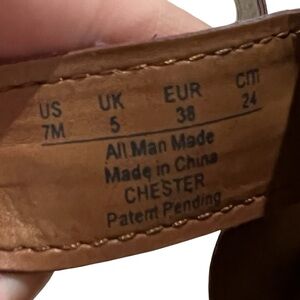 US UK EUR CM
7M 5 38 24
All Man Made
Made in China
CHESTER
Patent Pending